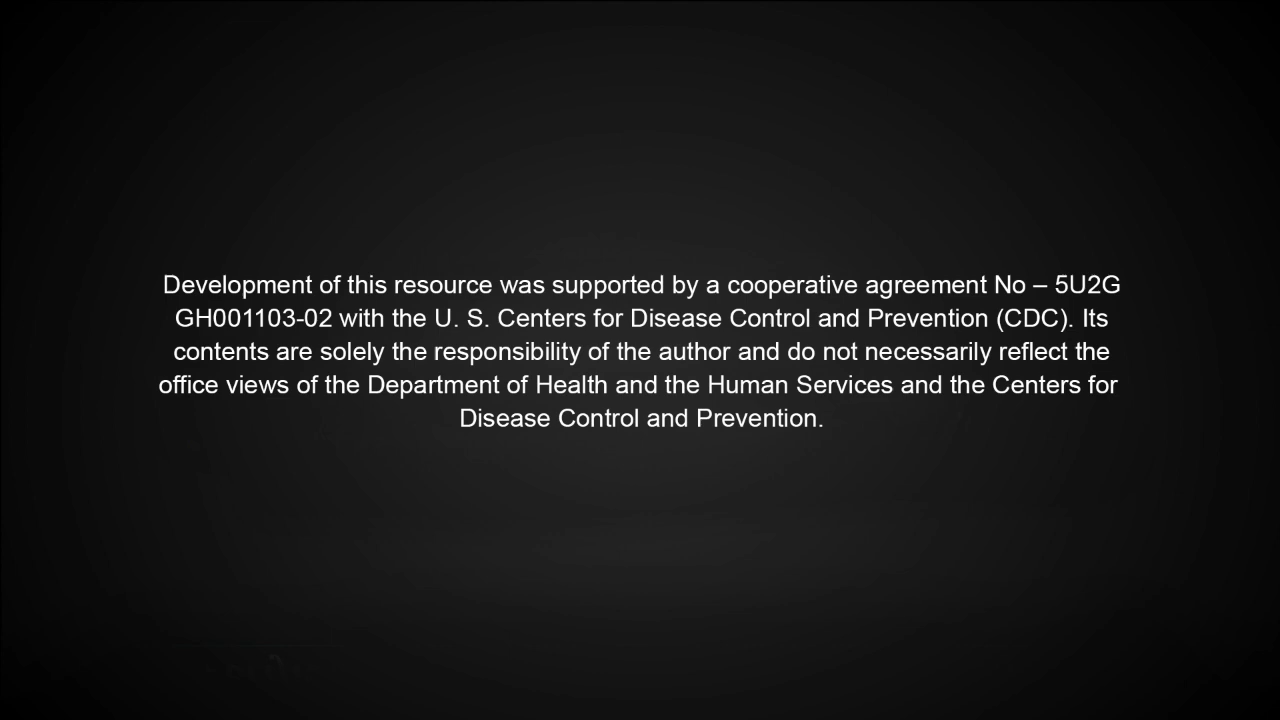 Development of this resource was supported by a cooperative agreement No – 5U2G
GH001103-02 with the U. S. Centers for Disease Control and Prevention (CDC). Its
contents are solely the responsibility of the author and do not necessarily reflect the
office views of the Department of Health and the Human Services and the Centers for
Disease Control and Prevention.